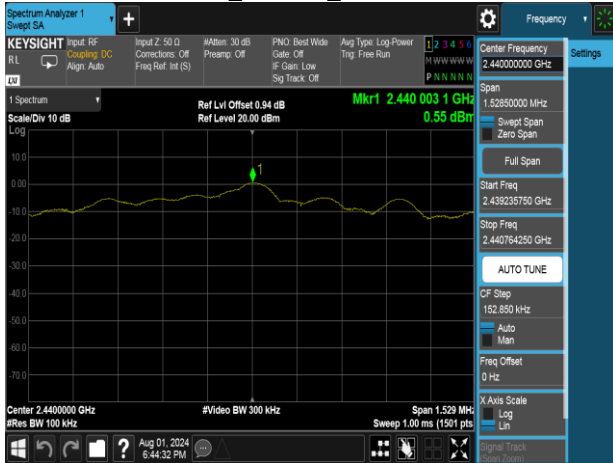 Spectrum Analyzer 1
Swept SA
+
Frequency
KEYSIGHT
RL
Input: RF
Coupling: DC
Align: Auto
Input Z: 50 Ω
Corrections: Off
Freq Ref: Int (S)
#Atten: 30 dB
Preamp: Off
PNO: Best Wide
Gate: Off
IF Gain: Low
Sig Track: Off
Avg Type: Log-Power
Trig: Free Run
1 2 3 4 5 6
M W W W W W
P N N N N N
1 Spectrum
Scale/Div 10 dB
Ref Lvl Offset 0.94 dB
Ref Level 20.00 dBm
Mkr1 2.440 003 1 GHz
0.55 dBm
Log
10.0
0.00
-10.0
-20.0
-30.0
-40.0
-50.0
-60.0
-70.0
1
Center 2.4400000 GHz
#Res BW 100 kHz
#Video BW 300 kHz
Span 1.529 MHz
Sweep 1.00 ms (1501 pts)
Aug 01, 2024
6:44:32 PM
?
Center Frequency
2.440000000 GHz
Settings
Span
1.52850000 MHz
Swept Span
Zero Span
Full Span
Start Freq
2.439235750 GHz
Stop Freq
2.440764250 GHz
AUTO TUNE
CF Step
152.850 kHz
Auto
Man
Freq Offset
0 Hz
X Axis Scale
Log
Lin
Signal Track
(Span Zoom)